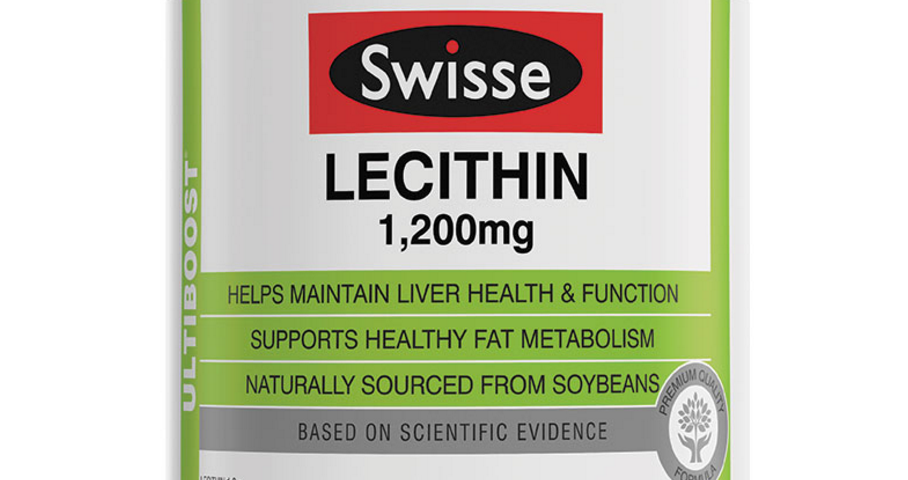 Swisse
LECITHIN
1,200mg
ULTIBOOST
HELPS MAINTAIN LIVER HEALTH & FUNCTION
SUPPORTS HEALTHY FAT METABOLISM
NATURALLY SOURCED FROM SOYBEANS
BASED ON SCIENTIFIC EVIDENCE
PREMIUM QUALITY
FORMULA